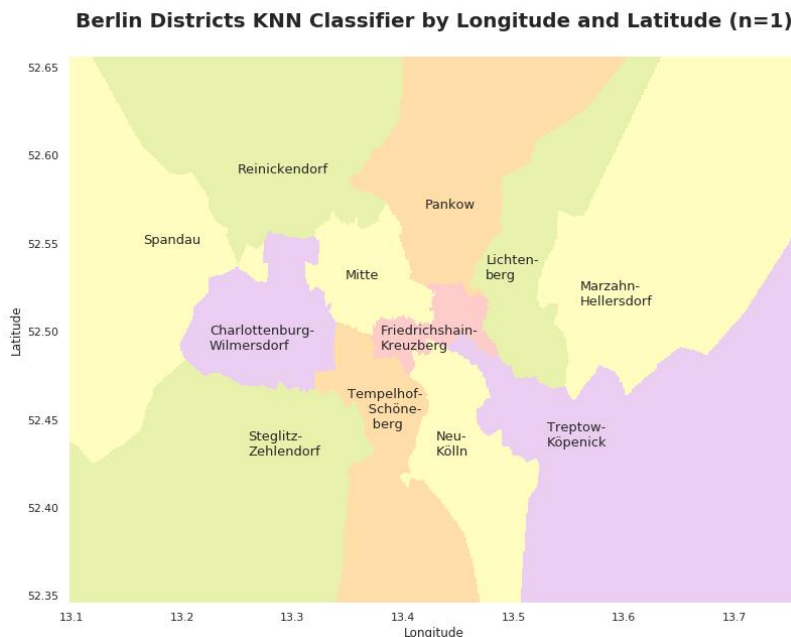 Berlin Districts KNN Classifier by Longitude and Latitude (n=1)
52.65
52.60
52.55
52.50
52.45
52.40
52.35
Latitude
Reinickendorf
Pankow
Spandau
Mitte
Lichten-
berg
Marzahn-
Hellersdorf
Charlottenburg-
Wilmersdorf
Friedrichshain-
Kreuzberg
Tempelhof-
Schöne-
berg
Steglitz-
Zehlendorf
Neu-
Kölln
Treptow-
Köpenick
13.1 13.2 13.3 13.4 13.5 13.6 13.7
Longitude